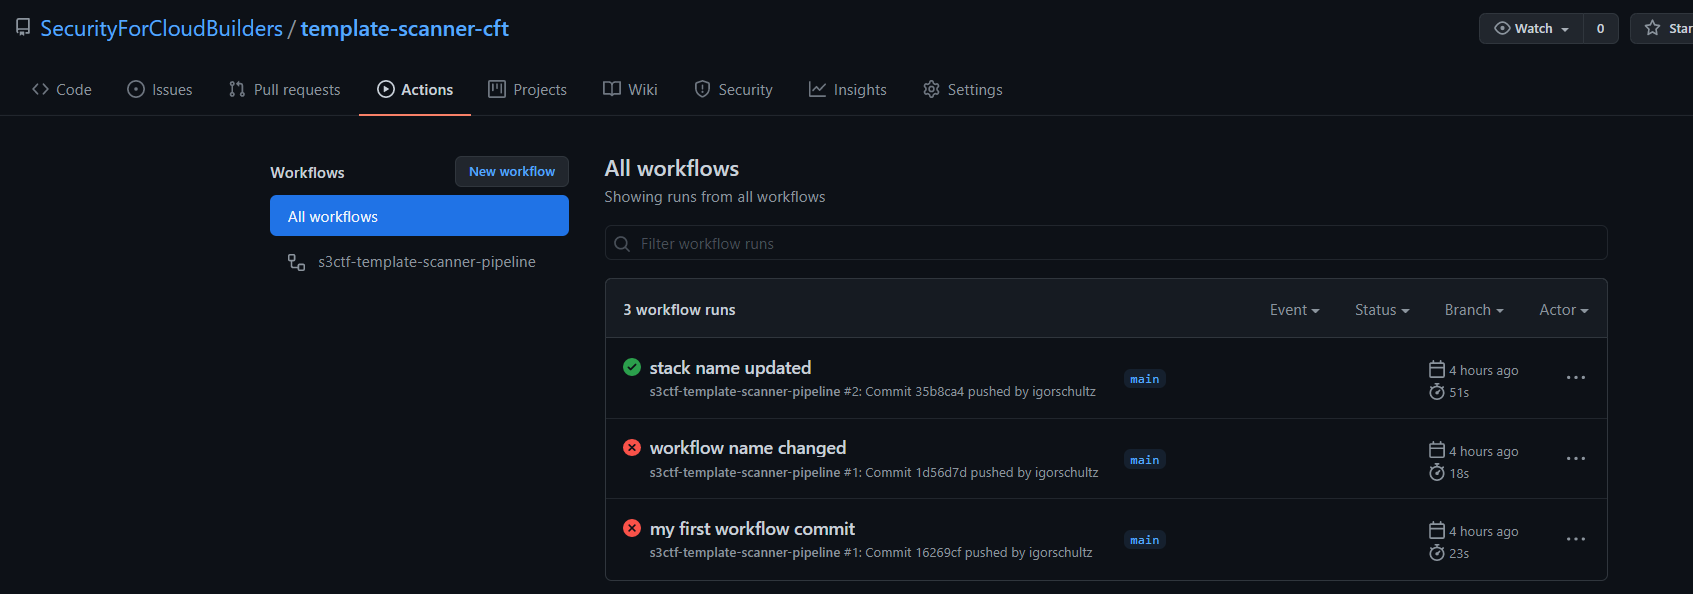 SecurityForCloudBuilders / template-scanner-cft
Watch 0
Code Issues Pull requests Actions Projects Wiki Security Insights Settings
Workflows
New workflow
All workflows
s3ctf-template-scanner-pipeline
All workflows
Showing runs from all workflows
Filter workflow runs
3 workflow runs Event Status Branch Actor
stack name updated
s3ctf-template-scanner-pipeline #2: Commit 35b8ca4 pushed by igorschultz
main
4 hours ago
51s
workflow name changed
s3ctf-template-scanner-pipeline #1: Commit 1d56d7d pushed by igorschultz
main
4 hours ago
18s
my first workflow commit
s3ctf-template-scanner-pipeline #1: Commit 16269cf pushed by igorschultz
main
4 hours ago
23s